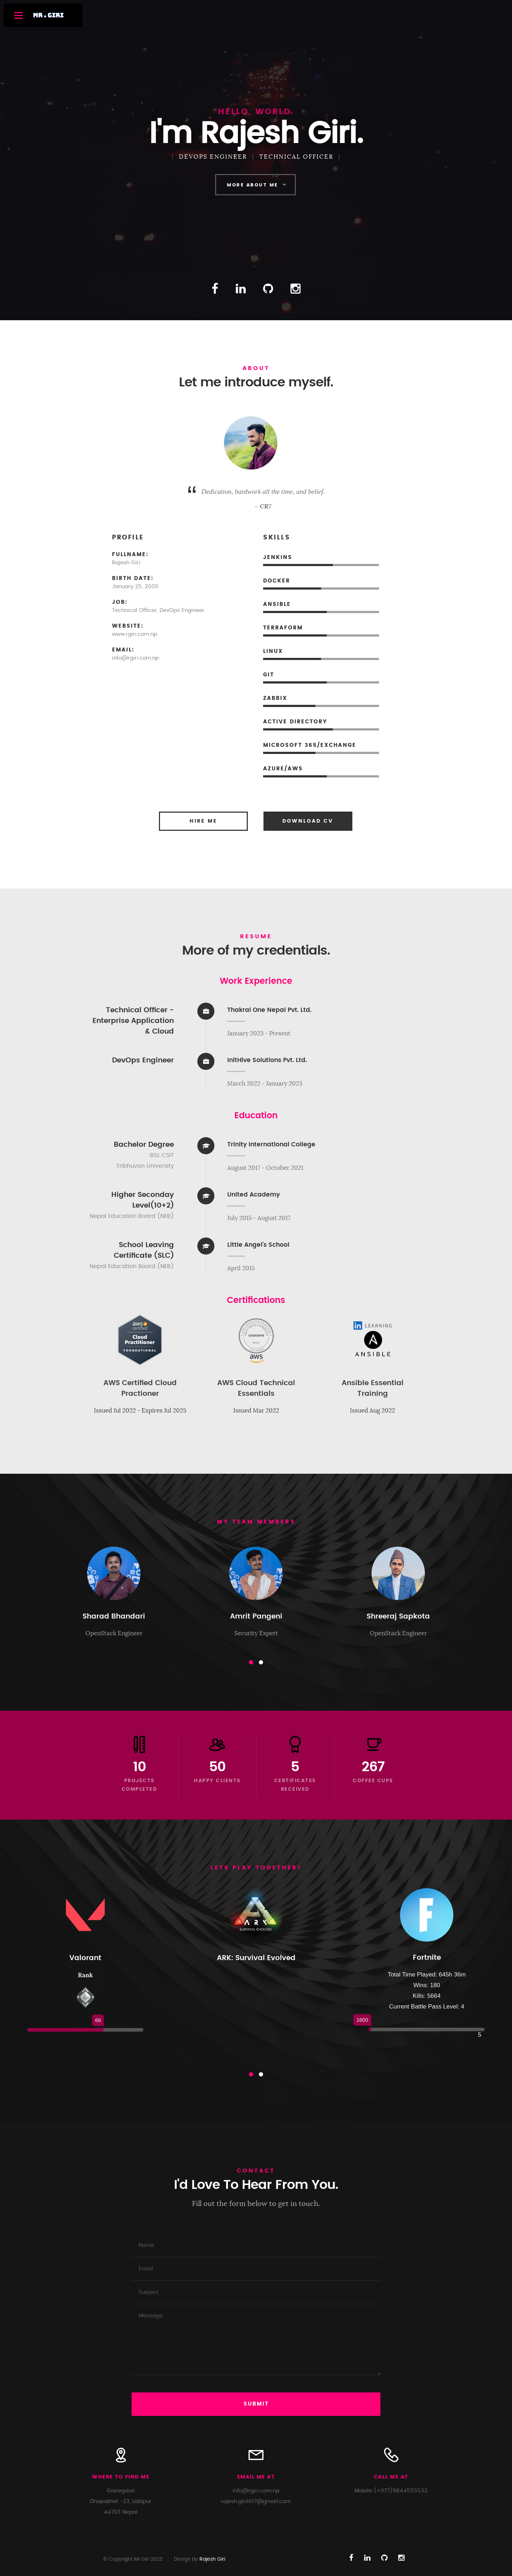 MR.GIRI
HELLO, WORLD.
I'm Rajesh Giri.
| DEVOPS ENGINEER | TECHNICAL OFFICER |
MORE ABOUT ME
ABOUT
Let me introduce myself.
“ Dedication, hardwork all the time, and belief.
– CR7
PROFILE
FULLNAME:
Rajesh Giri
BIRTH DATE:
January 25, 2000
JOB:
Technical Officer, DevOps Engineer
WEBSITE:
www.rgiri.com.np
EMAIL:
info@rgiri.com.np
SKILLS
JENKINS
DOCKER
ANSIBLE
TERRAFORM
LINUX
GIT
ZABBIX
ACTIVE DIRECTORY
MICROSOFT 365/EXCHANGE
AZURE/AWS
HIRE ME
DOWNLOAD CV
RESUME
More of my credentials.
Work Experience
Technical Officer -
Enterprise Application
& Cloud
Thakral One Nepal Pvt. Ltd.
January 2023 - Present
DevOps Engineer
InitHive Solutions Pvt. Ltd.
March 2022 - January 2023
Education
Bachelor Degree
BSc CSIT
Tribhuvan University
Trinity International College
August 2017 - October 2021
Higher Seconday
Level(10+2)
Nepal Education Board (NEB)
United Academy
July 2015 - August 2017
School Leaving
Certificate (SLC)
Nepal Education Board (NEB)
Little Angel's School
April 2015
Certifications
aws
certified
Cloud
Practitioner
FOUNDATIONAL
AWS Certified Cloud
Practioner
Issued Jul 2022 - Expires Jul 2025
aws
AWS Cloud Technical
Essentials
Issued Mar 2022
in LEARNING
ANSIBLE
Ansible Essential
Training
Issued Aug 2022
MY TEAM MEMBERS
Sharad Bhandari
OpenStack Engineer
Amrit Pangeni
Security Expert
Shreeraj Sapkota
OpenStack Engineer
10
PROJECTS
COMPLETED
50
HAPPY CLIENTS
5
CERTIFICATES
RECEIVED
267
COFFEE CUPS
LETS PLAY TOGETHER!
Valorant
Rank
66
ARK
SURVIVAL EVOLVED
ARK: Survival Evolved
Fortnite
Total Time Played: 645h 36m
Wins: 180
Kills: 5664
Current Battle Pass Level: 4
1600
5
CONTACT
I'd Love To Hear From You.
Fill out the form below to get in touch.
Name
Email
Subject
Message
SUBMIT
WHERE TO FIND ME
Gairegaun
Dhapakhel -23, Lalitpur
44703 Nepal
EMAIL ME AT
info@rgiri.com.np
rajesh.giri1617@gmail.com
CALL ME AT
Mobile: (+977)9844555533
© Copyright Mr.Giri 2023. | Design by Rajesh Giri